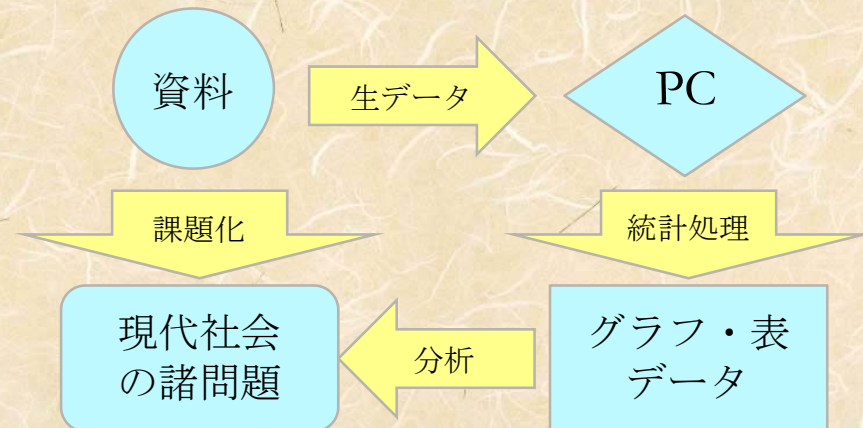 資料
生データ
PC
課題化
統計処理
現代社会
の諸問題
分析
グラフ・表
データ